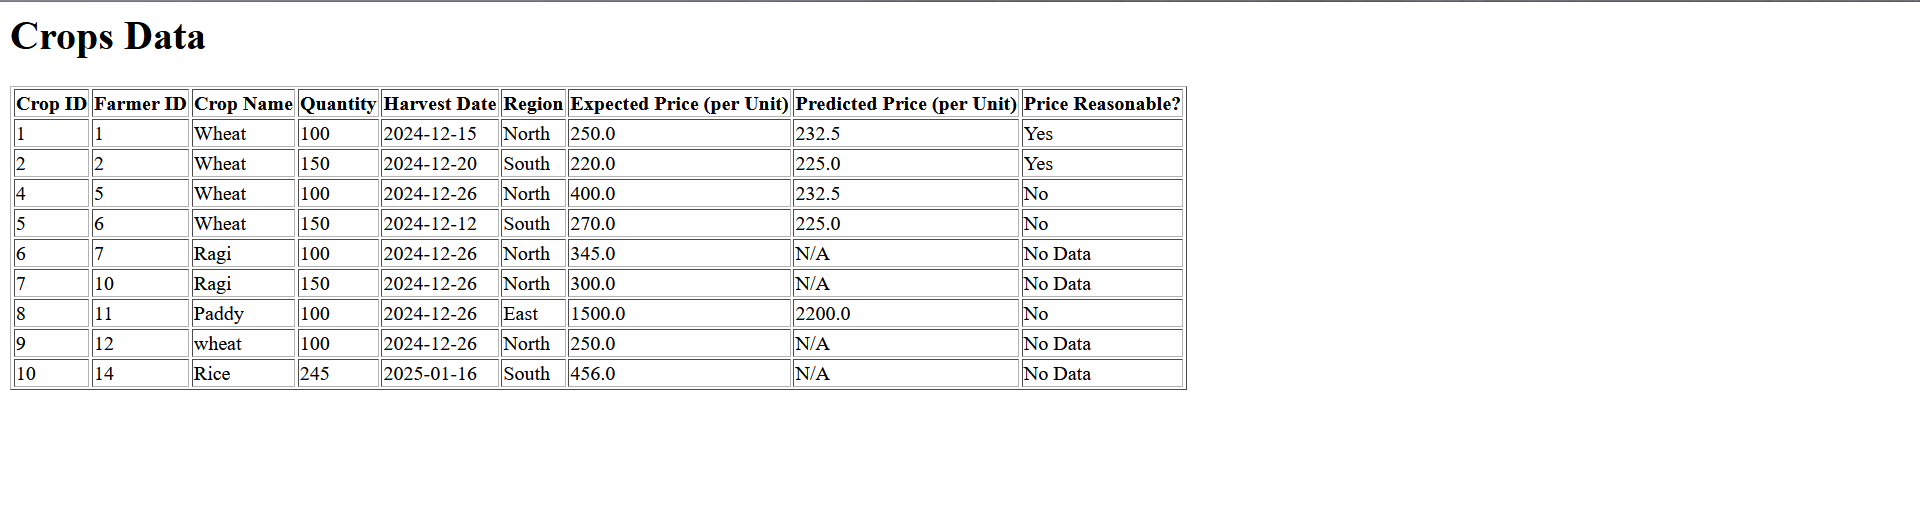 Crops Data
Crop ID Farmer ID Crop Name Quantity Harvest Date Region Expected Price (per Unit) Predicted Price (per Unit) Price Reasonable?
1 1 Wheat 100 2024-12-15 North 250.0 232.5 Yes
2 2 Wheat 150 2024-12-20 South 220.0 225.0 Yes
4 5 Wheat 100 2024-12-26 North 400.0 232.5 No
5 6 Wheat 150 2024-12-12 South 270.0 225.0 No
6 7 Ragi 100 2024-12-26 North 345.0 N/A No Data
7 10 Ragi 150 2024-12-26 North 300.0 N/A No Data
8 11 Paddy 100 2024-12-26 East 1500.0 2200.0 No
9 12 wheat 100 2024-12-26 North 250.0 N/A No Data
10 14 Rice 245 2025-01-16 South 456.0 N/A No Data